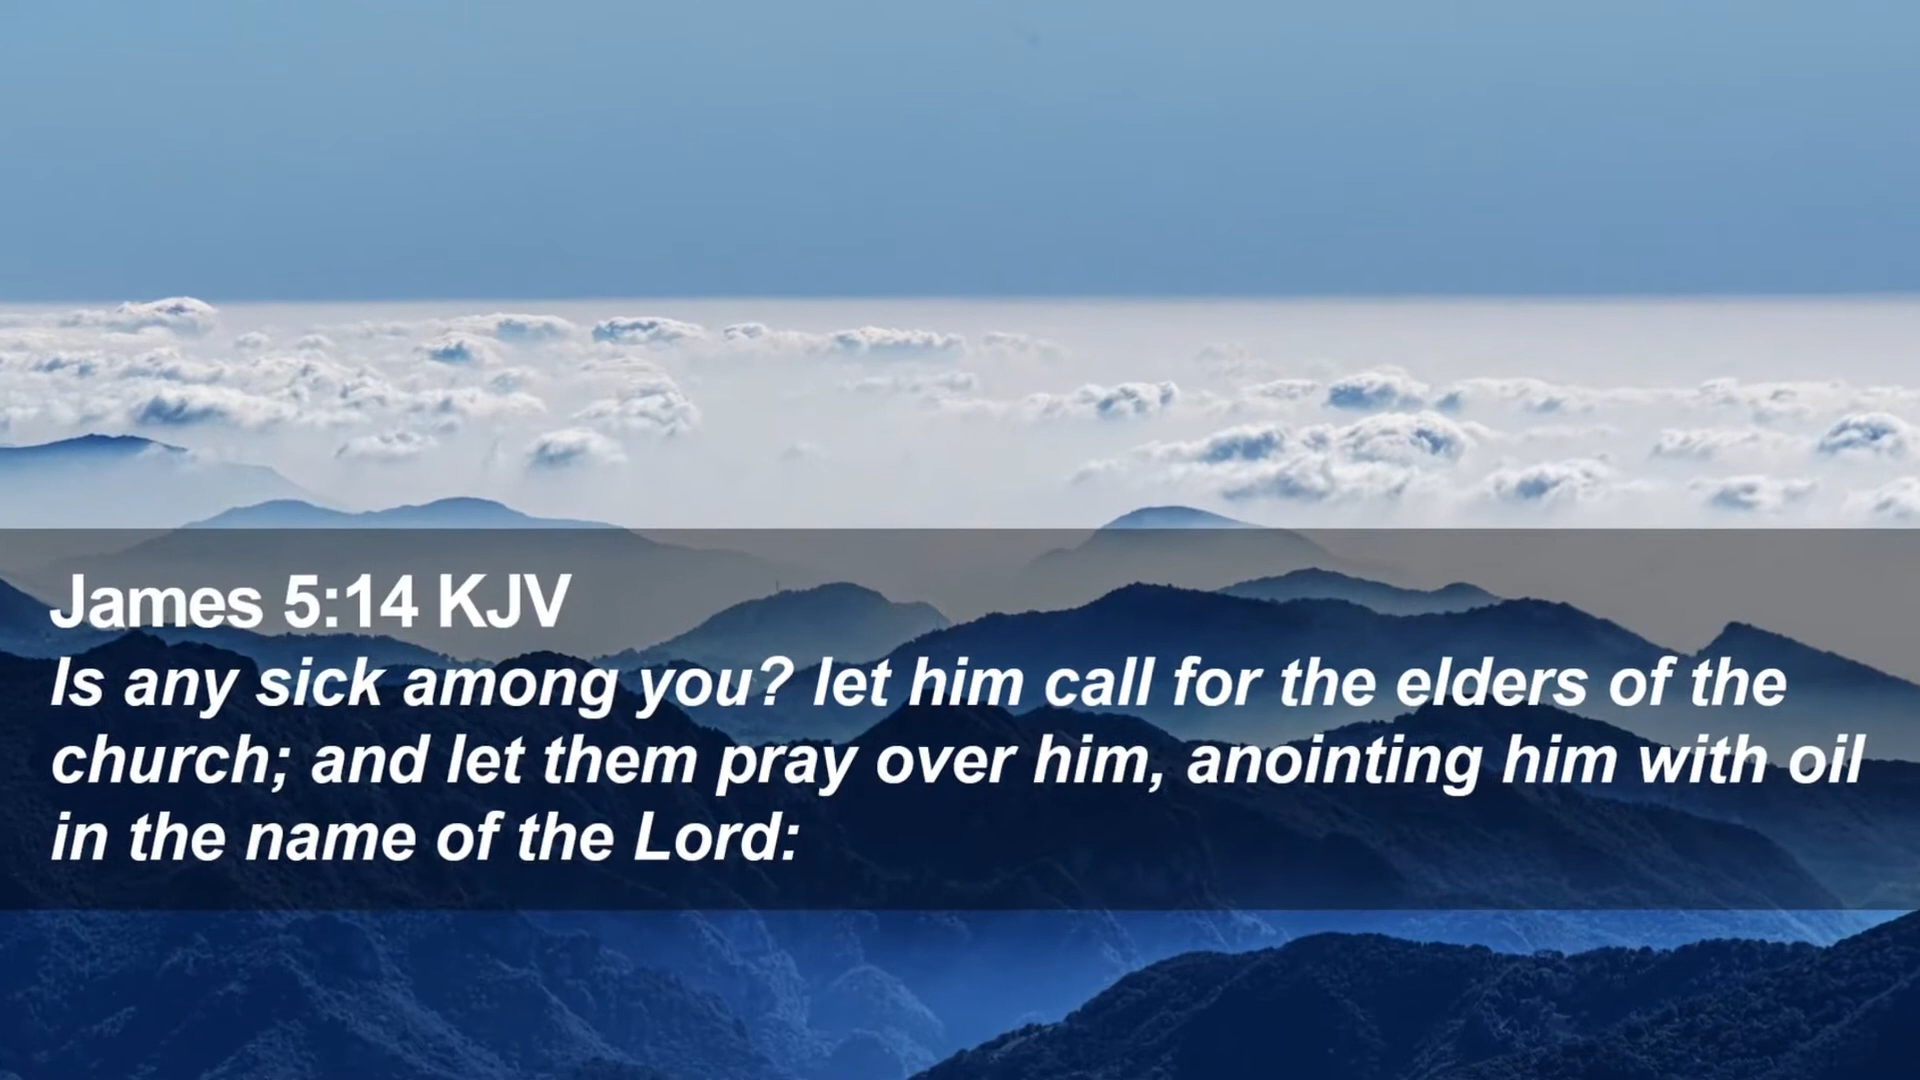 James 5:14 KJV
Is any sick among you? let him call for the elders of the
church; and let them pray over him, anointing him with oil
in the name of the Lord: